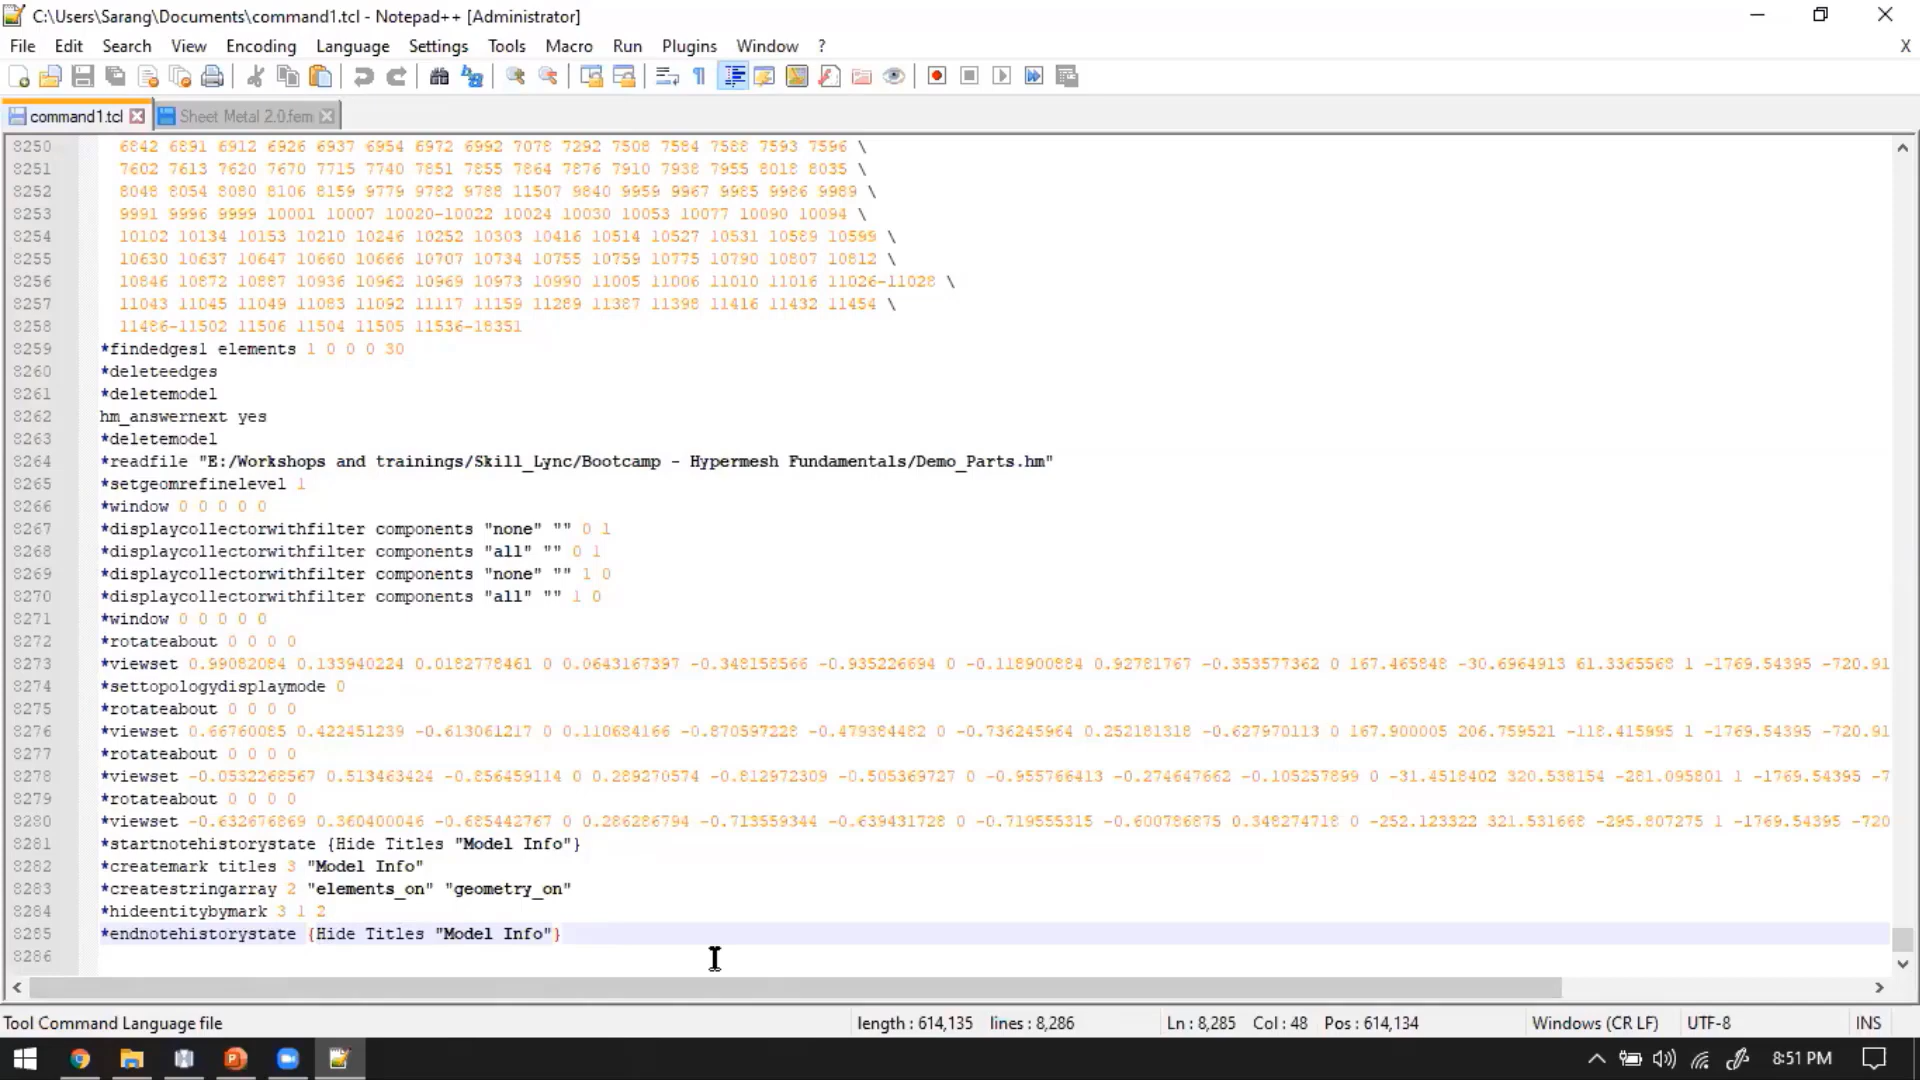 C:\Users\Sarang\Documents\command1.tcl - Notepad++ [Administrator]
File Edit Search View Encoding Language Settings Tools Macro Run Plugins Window ? X
command1.tcl Sheet Metal 2.0.fem
8250 6842 6891 6912 6926 6937 6954 6972 6992 7078 7292 7508 7584 7588 7593 7596 \
8251 7602 7613 7620 7670 7715 7740 7851 7855 7864 7876 7910 7938 7955 8018 8035 \
8252 8048 8054 8080 8106 8159 9779 9782 9788 11507 9840 9959 9967 9985 9986 9989 \
8253 9991 9996 9999 10001 10007 10020-10022 10024 10030 10053 10077 10090 10094 \
8254 10102 10134 10153 10210 10246 10252 10303 10416 10514 10527 10531 10589 10599 \
8255 10630 10637 10647 10660 10666 10707 10734 10755 10759 10775 10790 10807 10812 \
8256 10846 10872 10887 10936 10962 10969 10973 10990 11005 11006 11010 11016 11026-11028 \
8257 11043 11045 11049 11083 11092 11117 11159 11289 11387 11398 11416 11432 11454 \
8258 11486-11502 11506 11504 11505 11536-18351
8259 *findedges1 elements 1 0 0 0 30
8260 *deleteedges
8261 *deletemodel
8262 hm_answernext yes
8263 *deletemodel
8264 *readfile "E:/Workshops and trainings/Skill_Lync/Bootcamp - Hypermesh Fundamentals/Demo_Parts.hm"
8265 *setgeomrefinelevel 1
8266 *window 0 0 0 0 0
8267 *displaycollectorwithfilter components "none" "" 0 1
8268 *displaycollectorwithfilter components "all" "" 0 1
8269 *displaycollectorwithfilter components "none" "" 1 0
8270 *displaycollectorwithfilter components "all" "" 1 0
8271 *window 0 0 0 0 0
8272 *rotateabout 0 0 0 0
8273 *viewset 0.99082084 0.133940224 0.0182778461 0 0.0643167397 -0.348158566 -0.935226694 0 -0.118900884 0.92781767 -0.353577362 0 167.465848 -30.6964913 61.3365568 1 -1769.54395 -720.91
8274 *settopologydisplaymode 0
8275 *rotateabout 0 0 0 0
8276 *viewset 0.66760085 0.422451239 -0.613061217 0 0.110684166 -0.870597228 -0.479384482 0 -0.736245964 0.252181318 -0.627970113 0 167.900005 206.759521 -118.415995 1 -1769.54395 -720.91
8277 *rotateabout 0 0 0 0
8278 *viewset -0.0532268567 0.513463424 -0.856459114 0 0.289270574 -0.812972309 -0.505369727 0 -0.955766413 -0.274647662 -0.105257899 0 -31.4518402 320.538154 -281.095801 1 -1769.54395 -7
8279 *rotateabout 0 0 0 0
8280 *viewset -0.632676869 0.360400046 -0.685442767 0 0.286286794 -0.713559344 -0.639431728 0 -0.719555315 -0.600786875 0.348274718 0 -252.123322 321.531668 -295.807275 1 -1769.54395 -720
8281 *startnotehistorystate {Hide Titles "Model Info"}
8282 *createmark titles 3 "Model Info"
8283 *createstringarray 2 "elements_on" "geometry_on"
8284 *hideentitybymark 3 1 2
8285 *endnotehistorystate {Hide Titles "Model Info"}
8286
Tool Command Language file length : 614,135 lines : 8,286 Ln : 8,285 Col : 48 Pos : 614,134 Windows (CR LF) UTF-8 INS
8:51 PM